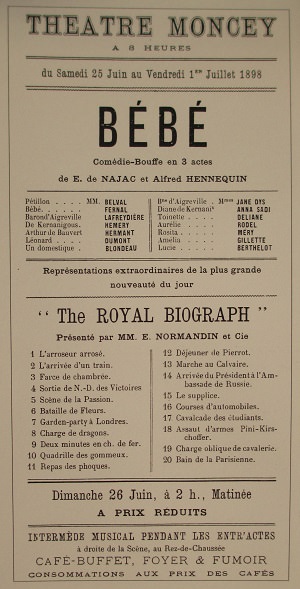 THEATRE MONCEY
A 8 HEURES
du Samedi 25 Juin au Vendredi 1er Juillet 1898
BÉBÉ
Comédie-Bouffe en 3 actes
de E. de NAJAC et Alfred HENNEQUIN
Pétillon . . . . MM. BELVAL
Bébé. . . . . . FERNAL
Baron d'Aigreville LAFREYDIÈRE
De Kernanigous. HEMERY
Arthur de Bauvert HERMANT
Léonard . . . . DUMONT
Un domestique . BLONDEAU
Bne d'Aigreville . Mmes JANE DYS
Diane de Kernanis ANNA SADI
Toinette . . . . DELIANE
Aurélie . . . . RODEL
Rosita . . . . MÉRY
Amélia . . . . GILLETTE
Lucie . . . . . BERTHELOT
Représentations extraordinaires de la plus grande
nouveauté du jour
" The ROYAL BIOGRAPH "
Présenté par MM. E. NORMANDIN et Cie
1 L'arroseur arrosé.
2 L'arrivée d'un train.
3 Farce de chambrée.
4 Sortie de N.-D. des Victoires
5 Scène de la Passion.
6 Bataille de Fleurs.
7 Garden-party à Londres.
8 Charge de dragons.
9 Deux minutes en ch. de fer.
10 Quadrille des gommeux.
11 Repas des phoques.
12 Déjeuner de Pierrot.
13 Marche au Calvaire.
14 Arrivée du Président à l'Am-
bassade de Russie.
15 Le supplice.
16 Courses d'automobiles.
17 Cavalcade des étudiants.
18 Assaut d'armes Pini-Kirs-
choffer.
19 Charge oblique de cavalerie.
20 Bain de la Parisienne.
Dimanche 26 Juin, à 2 h., Matinée
A PRIX RÉDUITS
INTERMÈDE MUSICAL PENDANT LES ENTR'ACTES
à droite de la Scène, au Rez-de-Chaussée
CAFÉ-BUFFET, FOYER & FUMOIR
CONSOMMATIONS AUX PRIX DES CAFÉS